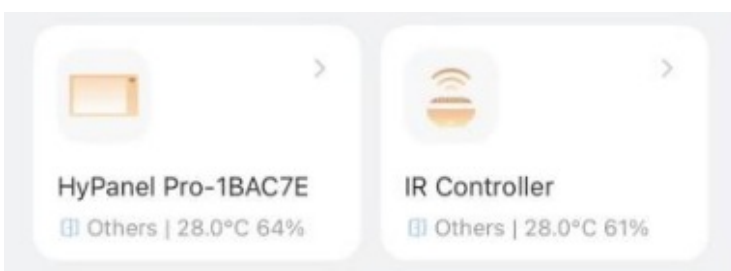 HyPanel Pro-1BAC7E
Others | 28.0°C 64%
IR Controller
Others | 28.0°C 61%